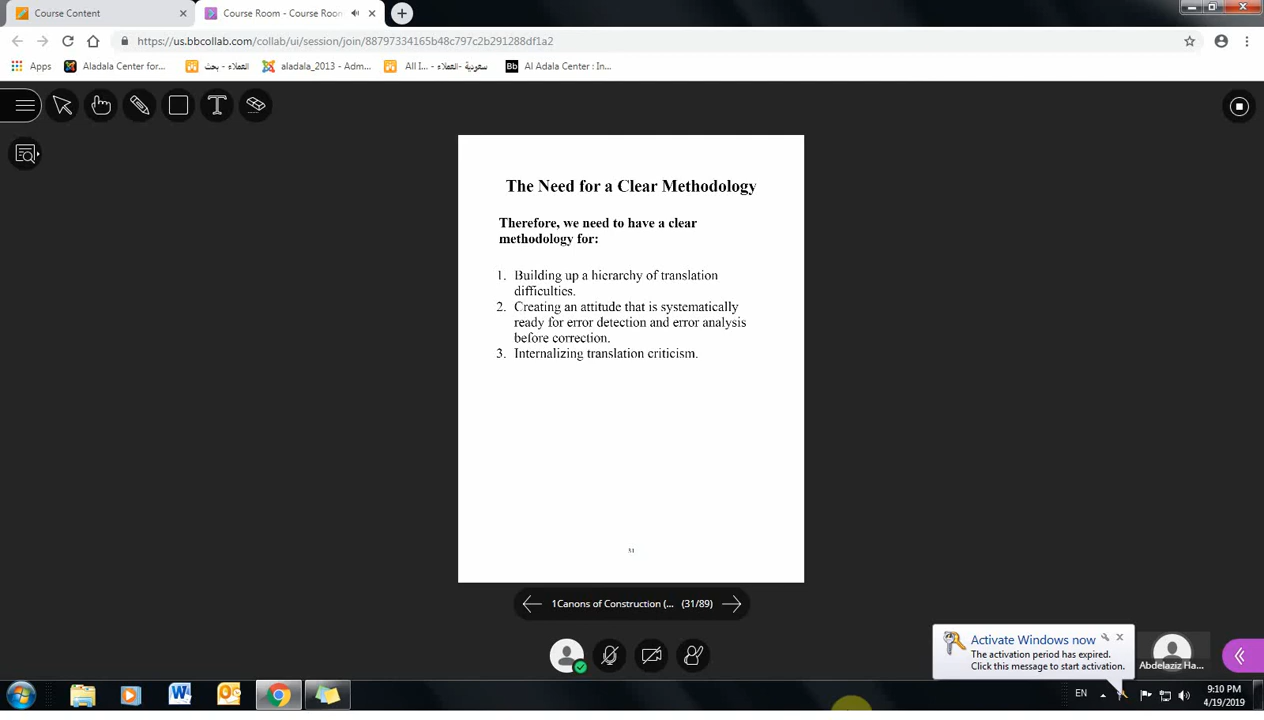 Course Content
Course Room - Course Room
https://us.bbcollab.com/collab/ui/session/join/88797334165b48c797c2b291288df1a2
Apps
Aladala Center for...
العملاء - بحث
aladala_2013 - Adm...
All I... - سعودية -العملاء
Al Adala Center : In...
The Need for a Clear Methodology
Therefore, we need to have a clear
methodology for:
1. Building up a hierarchy of translation
difficulties.
2. Creating an attitude that is systematically
ready for error detection and error analysis
before correction.
3. Internalizing translation criticism.
31
1Canons of Construction (... (31/89)
Activate Windows now
The activation period has expired.
Click this message to start activation.
Abdelaziz Ha...
EN
9:10 PM
4/19/2019